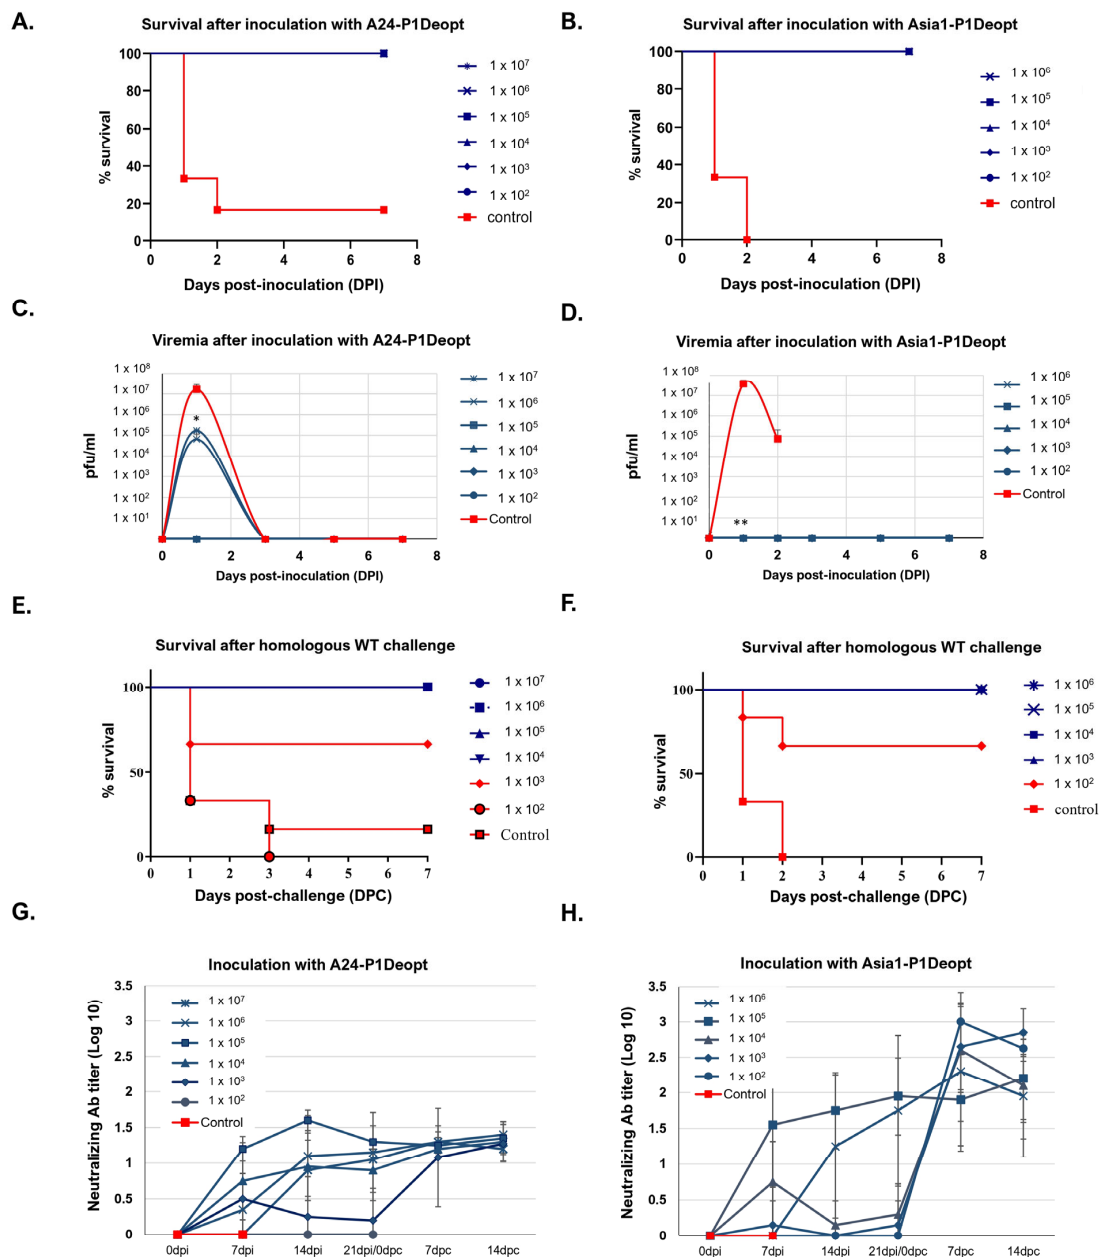 A.
Survival after inoculation with A24-P1Deopt
% survival
100
80
60
40
20
0
0 2 4 6 8
Days post-inoculation (DPI)
1 x 10⁷
1 x 10⁶
1 x 10⁵
1 x 10⁴
1 x 10³
1 x 10²
control
B.
Survival after inoculation with Asia1-P1Deopt
% survival
100
80
60
40
20
0
0 2 4 6 8
Days post-inoculation (DPI)
1 x 10⁶
1 x 10⁵
1 x 10⁴
1 x 10³
1 x 10²
control
C.
Viremia after inoculation with A24-P1Deopt
pfu/ml
1 x 10⁸
1 x 10⁷
1 x 10⁶
1 x 10⁵
1 x 10⁴
1 x 10³
1 x 10²
1 x 10¹
*
0 2 4 6 8
Days post-inoculation (DPI)
1 x 10⁷
1 x 10⁶
1 x 10⁵
1 x 10⁴
1 x 10³
1 x 10²
Control
D.
Viremia after inoculation with Asia1-P1Deopt
pfu/ml
1 x 10⁸
1 x 10⁷
1 x 10⁶
1 x 10⁵
1 x 10⁴
1 x 10³
1 x 10²
1 x 10¹
**
0 2 4 6 8
Days post-inoculation (DPI)
1 x 10⁶
1 x 10⁵
1 x 10⁴
1 x 10³
1 x 10²
Control
E.
Survival after homologous WT challenge
% survival
100
50
0
0 1 2 3 4 5 6 7
Days post-challenge (DPC)
1 x 10⁷
1 x 10⁶
1 x 10⁵
1 x 10⁴
1 x 10³
1 x 10²
Control
F.
Survival after homologous WT challenge
% survival
100
50
0
0 1 2 3 4 5 6 7
Days post-challenge (DPC)
1 x 10⁶
1 x 10⁵
1 x 10⁴
1 x 10³
1 x 10²
control
G.
Inoculation with A24-P1Deopt
Neutralizing Ab titer (Log 10)
3.5
3
2.5
2
1.5
1
0.5
0
0dpi 7dpi 14dpi 21dpi/0dpc 7dpc 14dpc
1 x 10⁷
1 x 10⁶
1 x 10⁵
1 x 10⁴
1 x 10³
1 x 10²
Control
H.
Inoculation with Asia1-P1Deopt
Neutralizing Ab titer (Log 10)
3.5
3
2.5
2
1.5
1
0.5
0
0dpi 7dpi 14dpi 21dpi/0dpc 7dpc 14dpc
1 x 10⁶
1 x 10⁵
1 x 10⁴
1 x 10³
1 x 10²
Control